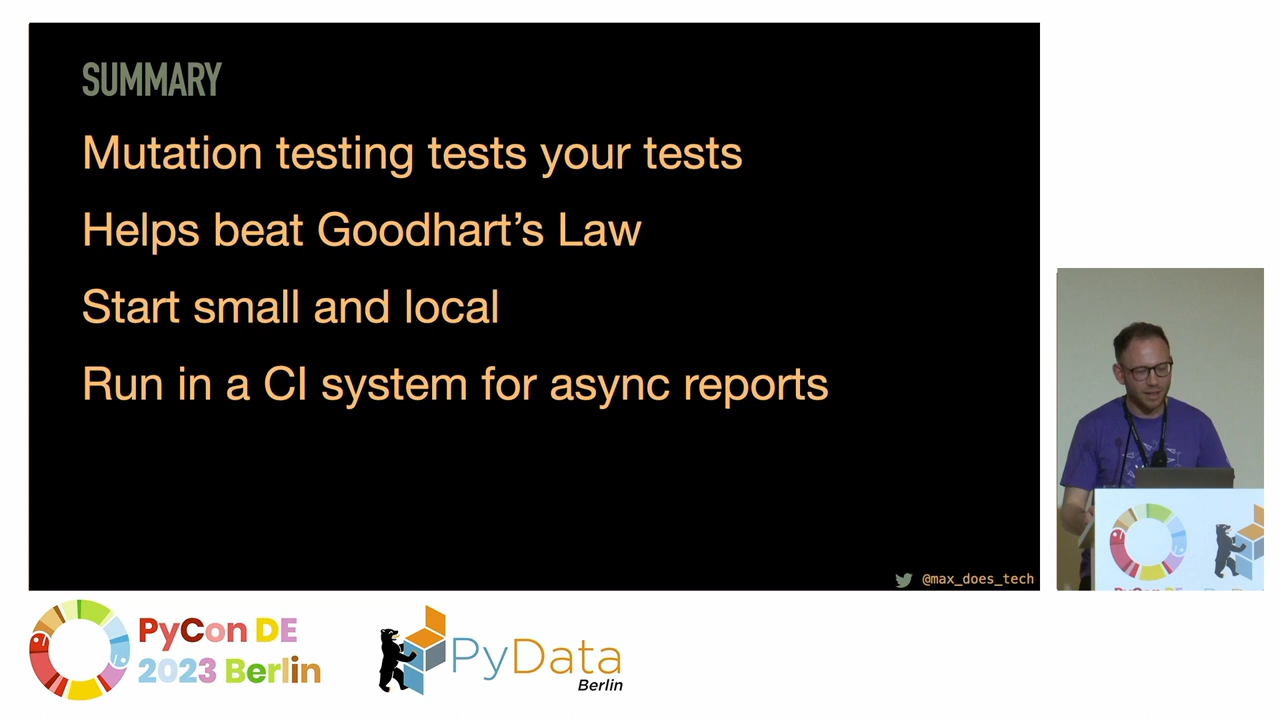 SUMMARY
Mutation testing tests your tests
Helps beat Goodhart’s Law
Start small and local
Run in a CI system for async reports
@max_does_tech
PyCon DE
2023 Berlin
PyData
Berlin